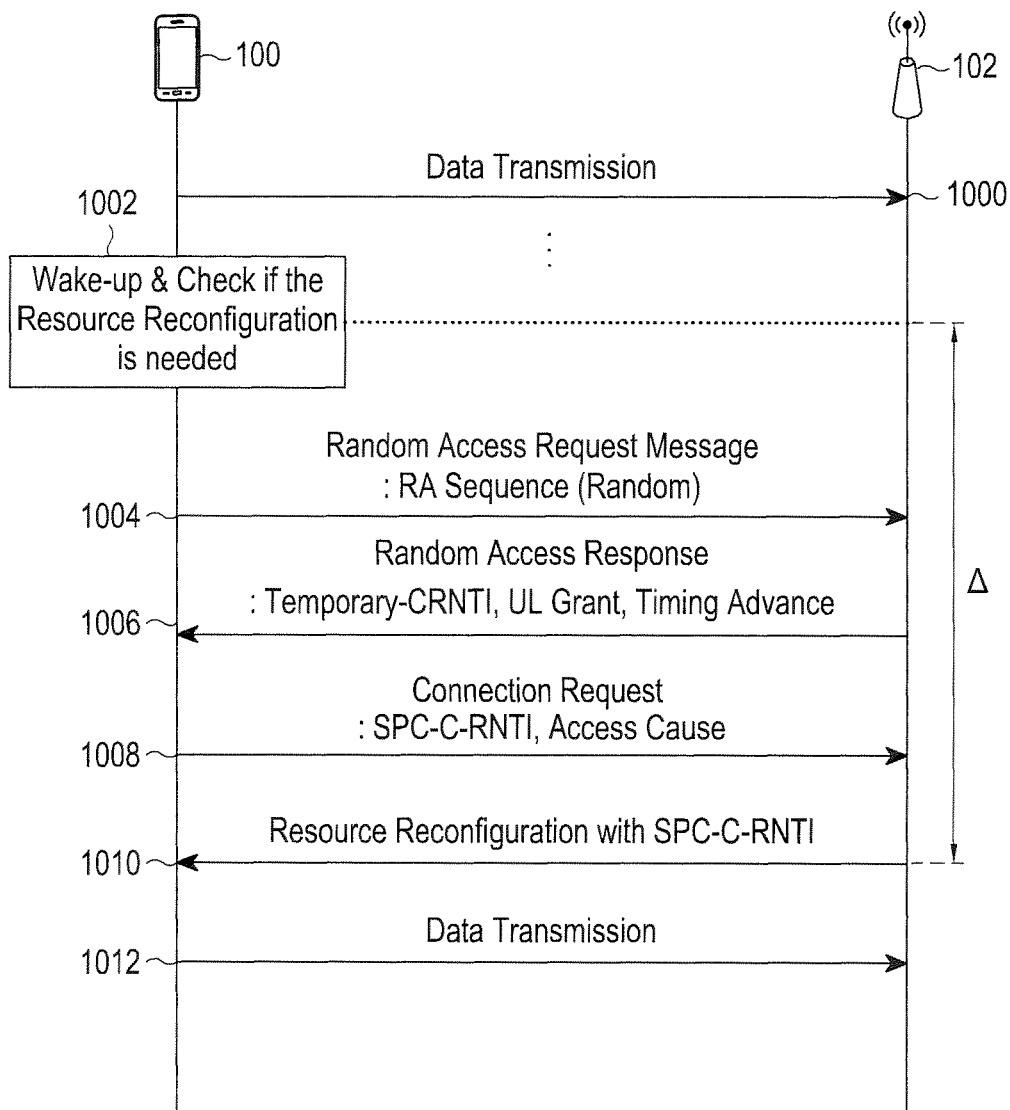 100
102
Data Transmission
1000
1002
Wake-up & Check if the
Resource Reconfiguration
is needed
Random Access Request Message
: RA Sequence (Random)
1004
Random Access Response
: Temporary-CRNTI, UL Grant, Timing Advance
1006
Δ
Connection Request
: SPC-C-RNTI, Access Cause
1008
Resource Reconfiguration with SPC-C-RNTI
1010
Data Transmission
1012